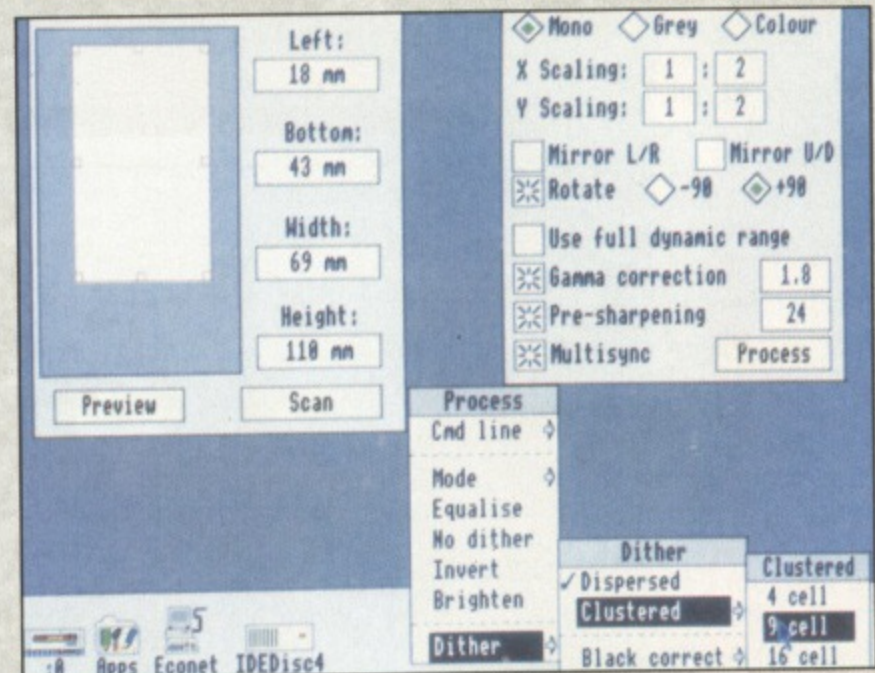 Left:
18 mm
Bottom:
43 mm
Width:
69 mm
Height:
110 mm
Preview
Scan
Mono Grey Colour
X Scaling: 1 : 2
Y Scaling: 1 : 2
Mirror L/R Mirror U/D
Rotate -90 +90
Use full dynamic range
Gamma correction 1.8
Pre-sharpening 24
Multisync Process
Process
Cmd line
Mode
Equalise
No dither
Invert
Brighten
Dither
Dither
Dispersed
Clustered
Black correct
Clustered
4 cell
9 cell
16 cell
:0 Apps Econet IDEDisc4